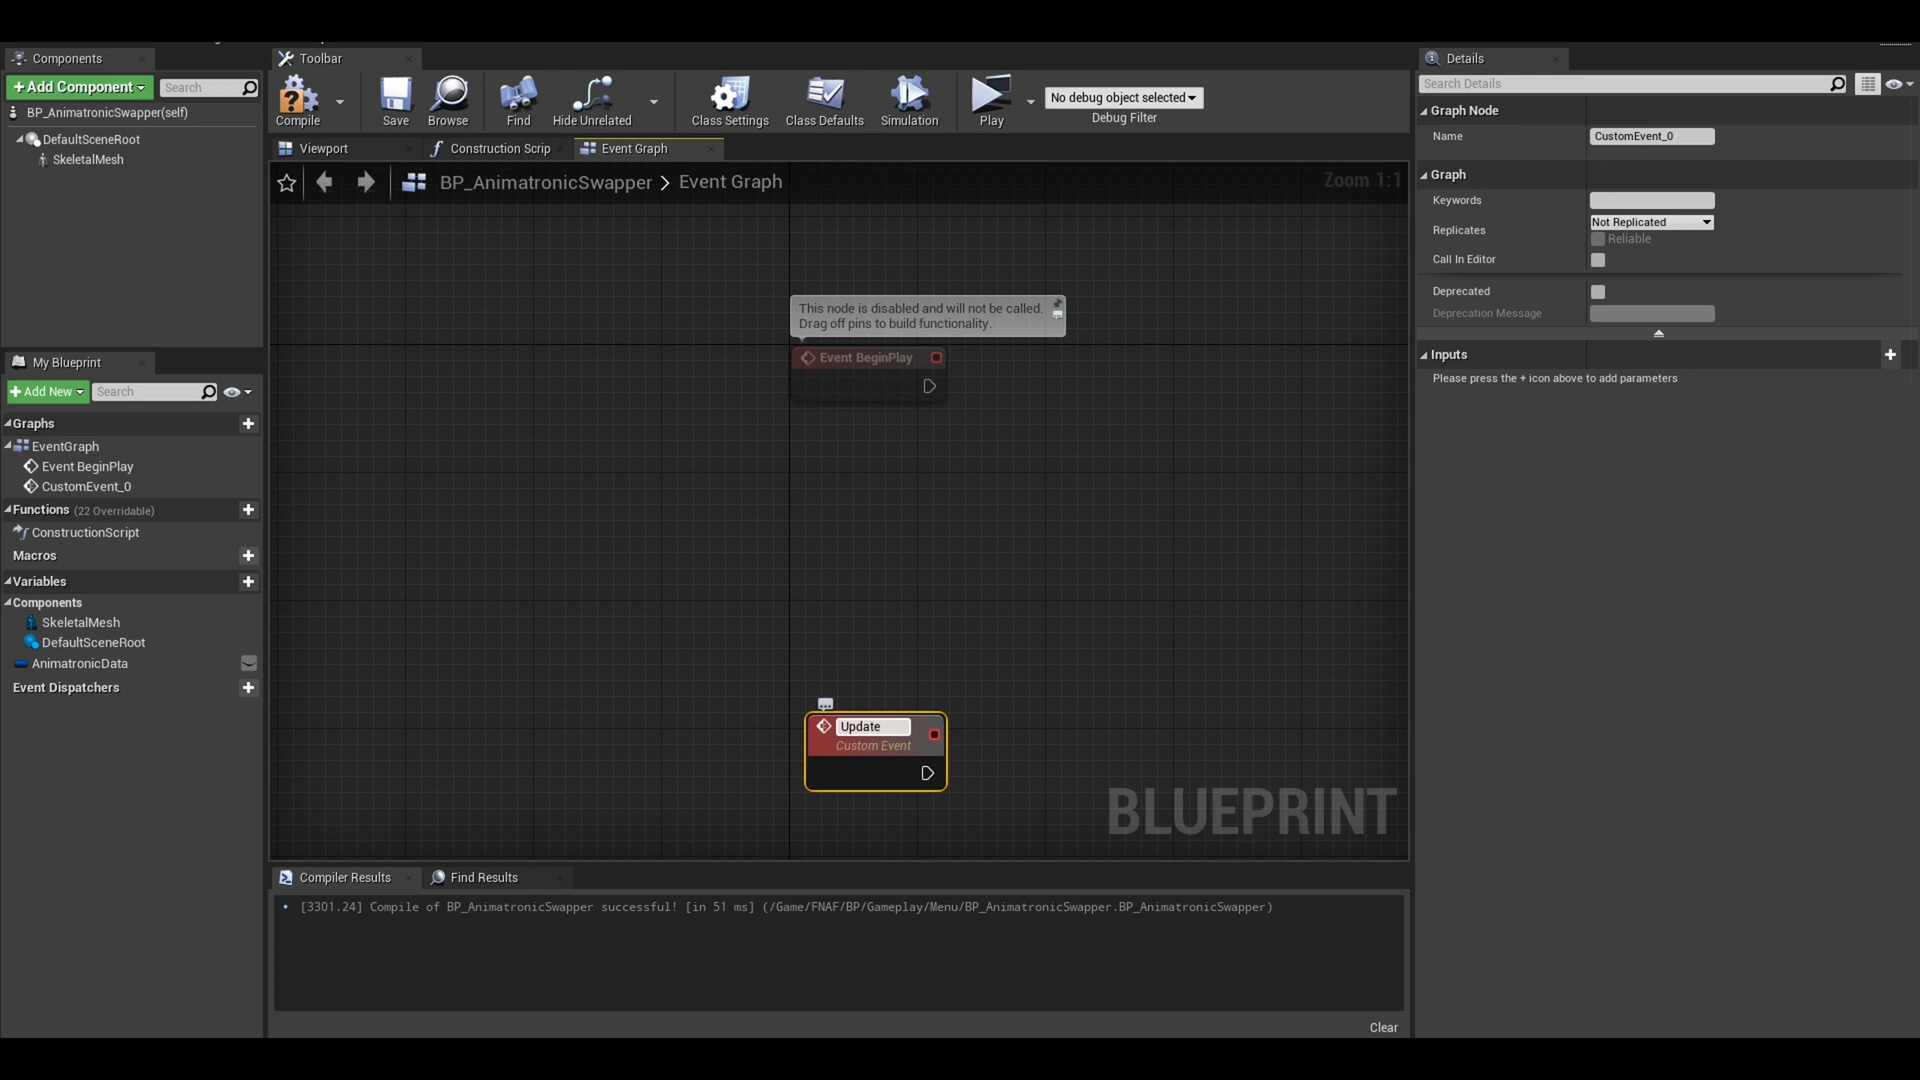 Components
+Add Component
Search
BP_AnimatronicSwapper(self)
DefaultSceneRoot
SkeletalMesh
My Blueprint
+Add New
Search
Graphs
EventGraph
Event BeginPlay
CustomEvent_0
Functions (22 Overridable)
ConstructionScript
Macros
Variables
Components
SkeletalMesh
DefaultSceneRoot
AnimatronicData
Event Dispatchers
Toolbar
Compile
Save
Browse
Find
Hide Unrelated
Class Settings
Class Defaults
Simulation
Play
No debug object selected
Debug Filter
Viewport
Construction Scrip
Event Graph
BP_AnimatronicSwapper > Event Graph
Zoom 1:1
This node is disabled and will not be called.
Drag off pins to build functionality.
Event BeginPlay
Update
Custom Event
BLUEPRINT
Compiler Results
Find Results
[3301.24] Compile of BP_AnimatronicSwapper successful! [in 51 ms] (/Game/FNAF/BP/Gameplay/Menu/BP_AnimatronicSwapper.BP_AnimatronicSwapper)
Clear
Details
Search Details
Graph Node
Name
CustomEvent_0
Graph
Keywords
Replicates
Not Replicated
Reliable
Call In Editor
Deprecated
Deprecation Message
Inputs
Please press the + icon above to add parameters